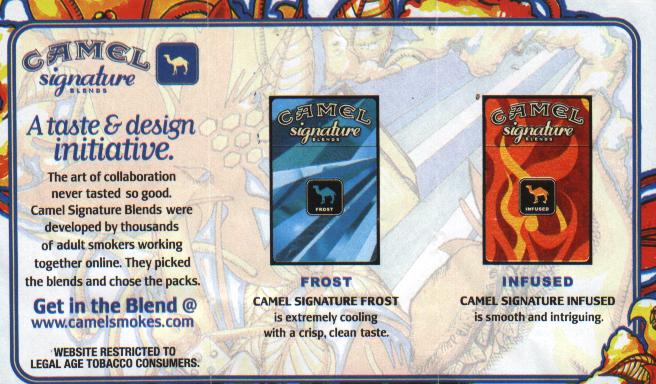 CAMEL
signature
BLENDS
A taste & design
initiative.
The art of collaboration
never tasted so good.
Camel Signature Blends were
developed by thousands
of adult smokers working
together online. They picked
the blends and chose the packs.
Get in the Blend @
www.camelsmokes.com
WEBSITE RESTRICTED TO
LEGAL AGE TOBACCO CONSUMERS.
CAMEL
signature
BLENDS
FROST
FROST
CAMEL SIGNATURE FROST
is extremely cooling
with a crisp, clean taste.
CAMEL
signature
BLENDS
INFUSED
INFUSED
CAMEL SIGNATURE INFUSED
is smooth and intriguing.